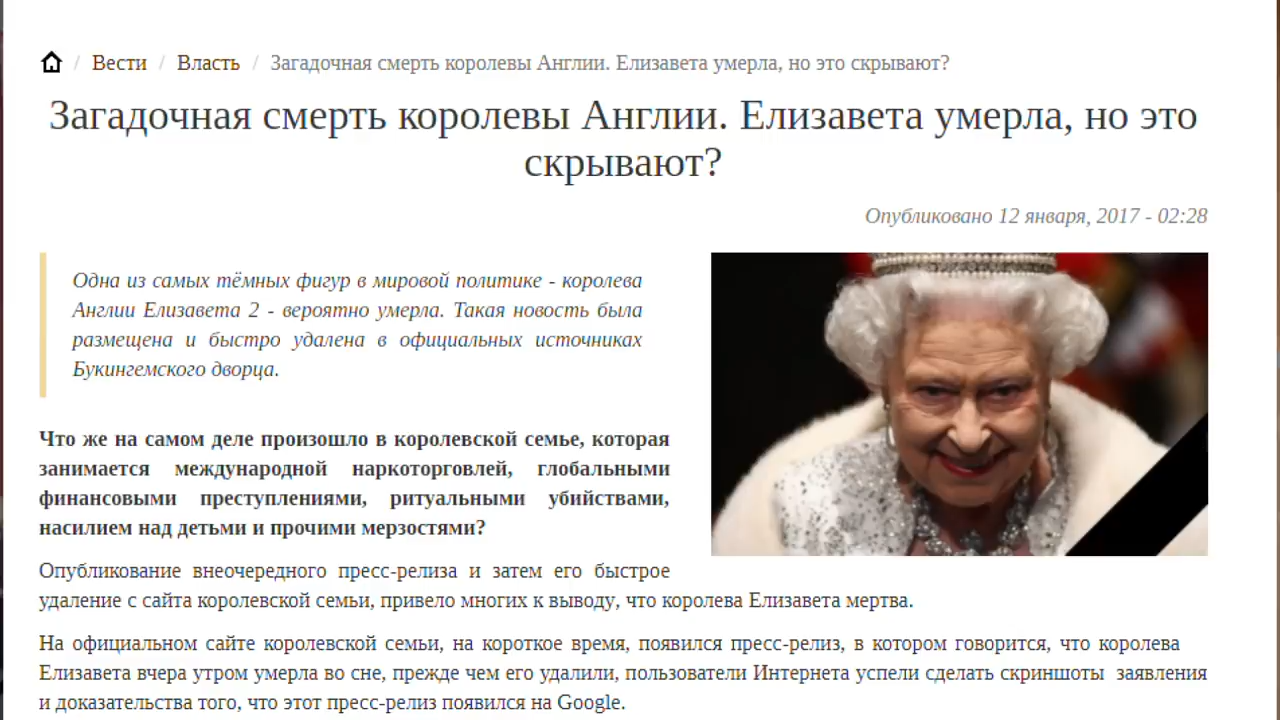 / Вести / Власть / Загадочная смерть королевы Англии. Елизавета умерла, но это скрывают?
Загадочная смерть королевы Англии. Елизавета умерла, но это
скрывают?
Опубликовано 12 января, 2017 - 02:28
Одна из самых тёмных фигур в мировой политике - королева
Англии Елизавета 2 - вероятно умерла. Такая новость была
размещена и быстро удалена в официальных источниках
Букингемского дворца.
Что же на самом деле произошло в королевской семье, которая
занимается международной наркоторговлей, глобальными
финансовыми преступлениями, ритуальными убийствами,
насилием над детьми и прочими мерзостями?
Опубликование внеочередного пресс-релиза и затем его быстрое
удаление с сайта королевской семьи, привело многих к выводу, что королева Елизавета мертва.
На официальном сайте королевской семьи, на короткое время, появился пресс-релиз, в котором говорится, что королева
Елизавета вчера утром умерла во сне, прежде чем его удалили, пользователи Интернета успели сделать скриншоты заявления
и доказательства того, что этот пресс-релиз появился на Google.